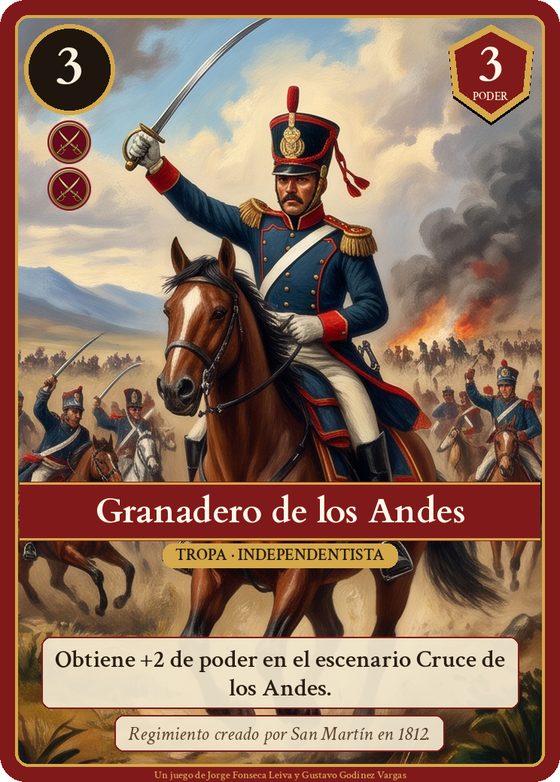 3
3
PODER
Granadero de los Andes
TROPA · INDEPENDENTISTA
Obtiene +2 de poder en el escenario Cruce de
los Andes.
Regimiento creado por San Martín en 1812
Un juego de Jorge Fonseca Leiva y Gustavo Godínez Vargas